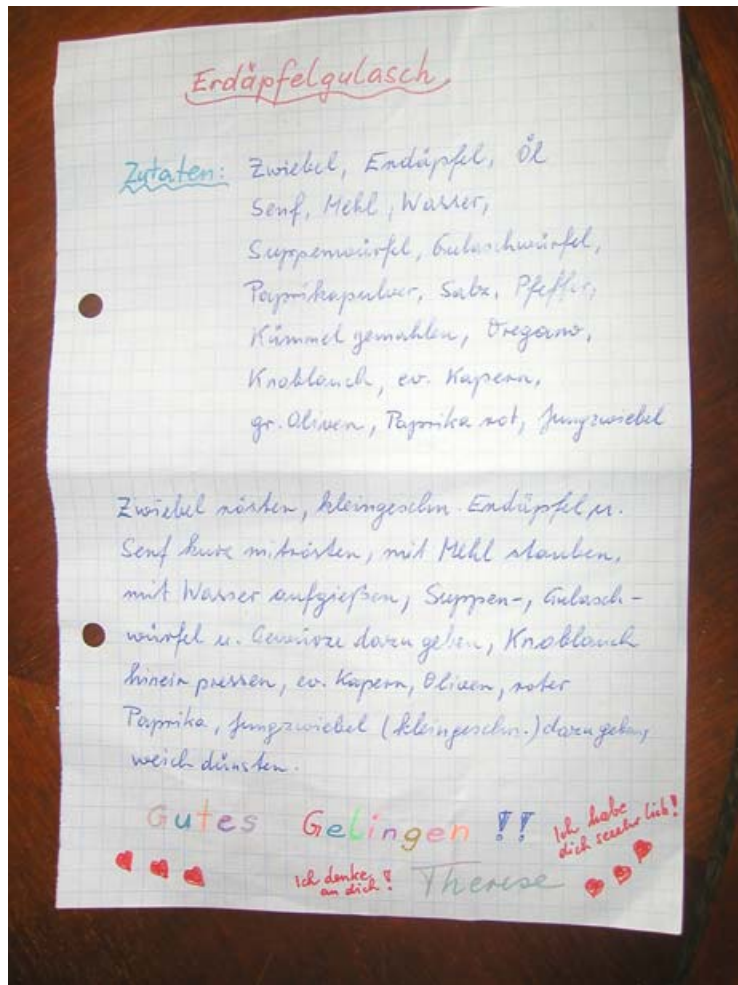 Erdäpfelgulasch
Zutaten: Zwiebel, Erdäpfel, Öl
Senf, Mehl, Wasser,
Suppenwürfel, Gulaschwürfel,
Paprikapulver, Salz, Pfeffer,
Kümmel gemahlen, Oregano,
Knoblauch, ev. Kapern,
gr. Oliven, Paprika rot, Jungzwiebel
Zwiebel rösten, kleingeschn. Erdäpfel u.
Senf kurz mitrösten, mit Mehl stauben,
mit Wasser aufgießen, Suppen-, Gulasch-
würfel u. Gewürze dazu geben, Knoblauch
hinein pressen, ev. Kapern, Oliven, roter
Paprika, Jungzwiebel (kleingeschn.) dazu geben,
weich dünsten.
Gutes Gelingen !!
Ich habe
dich seeehr lieb!
Ich denke
an dich!
Therese